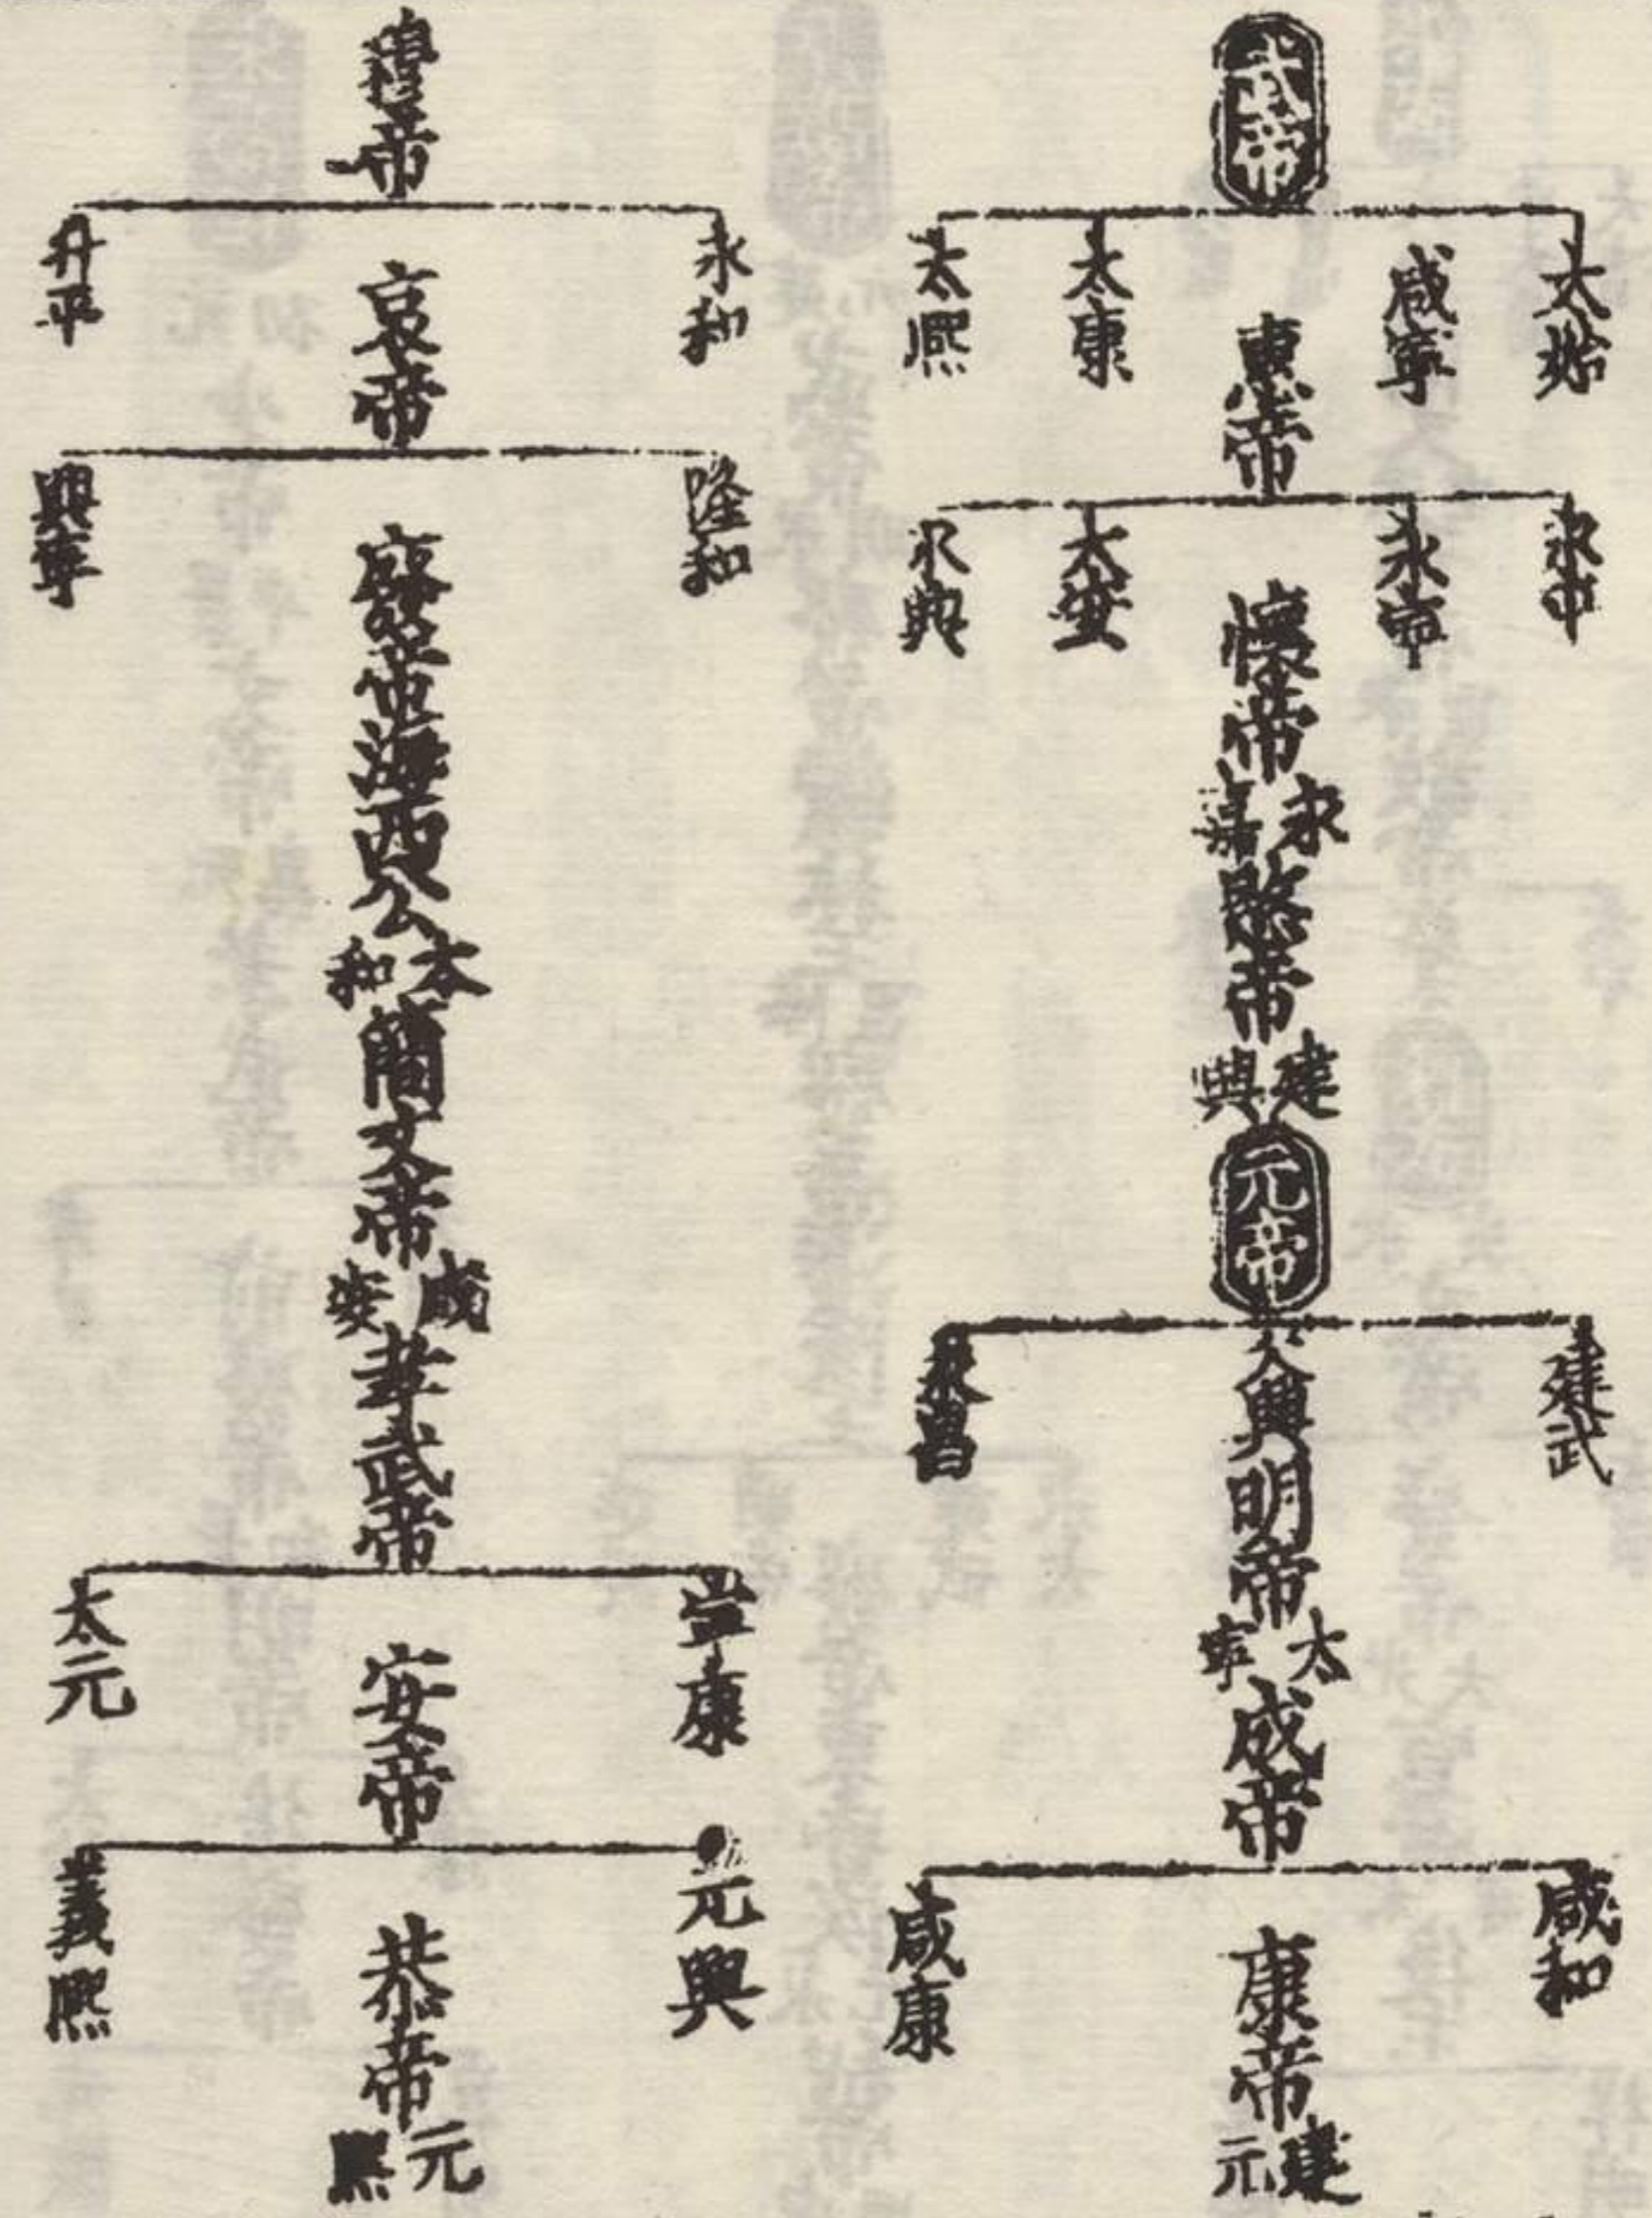 武帝
太始
咸寧
太康
太熙
惠帝
永中
永寧
太安
永興
懷帝
永嘉
愍帝
建興
元帝
建武
大興
永昌
明帝
太寧
成帝
咸和
咸康
康帝
建元
穆帝
永和
升平
哀帝
隆和
興寧
廢帝海西公
太和
簡文帝
咸安
孝武帝
寧康
太元
安帝
元興
義熙
恭帝
元熙